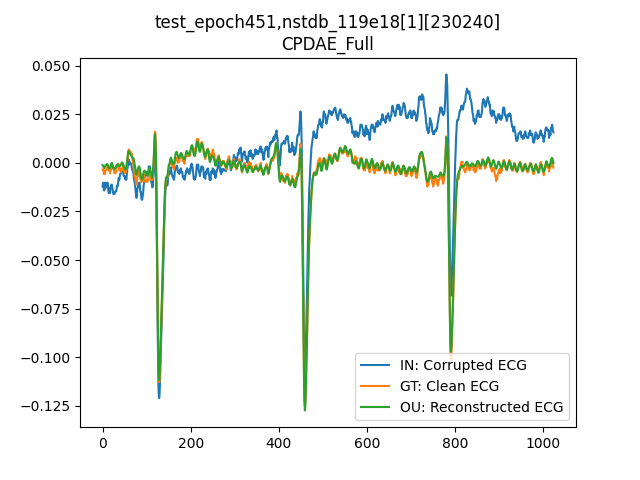 test_epoch451,nstdb_119e18[1][230240]
CPDAE_Full
0.050
0.025
0.000
−0.025
−0.050
−0.075
−0.100
−0.125
IN: Corrupted ECG
GT: Clean ECG
OU: Reconstructed ECG
0 200 400 600 800 1000